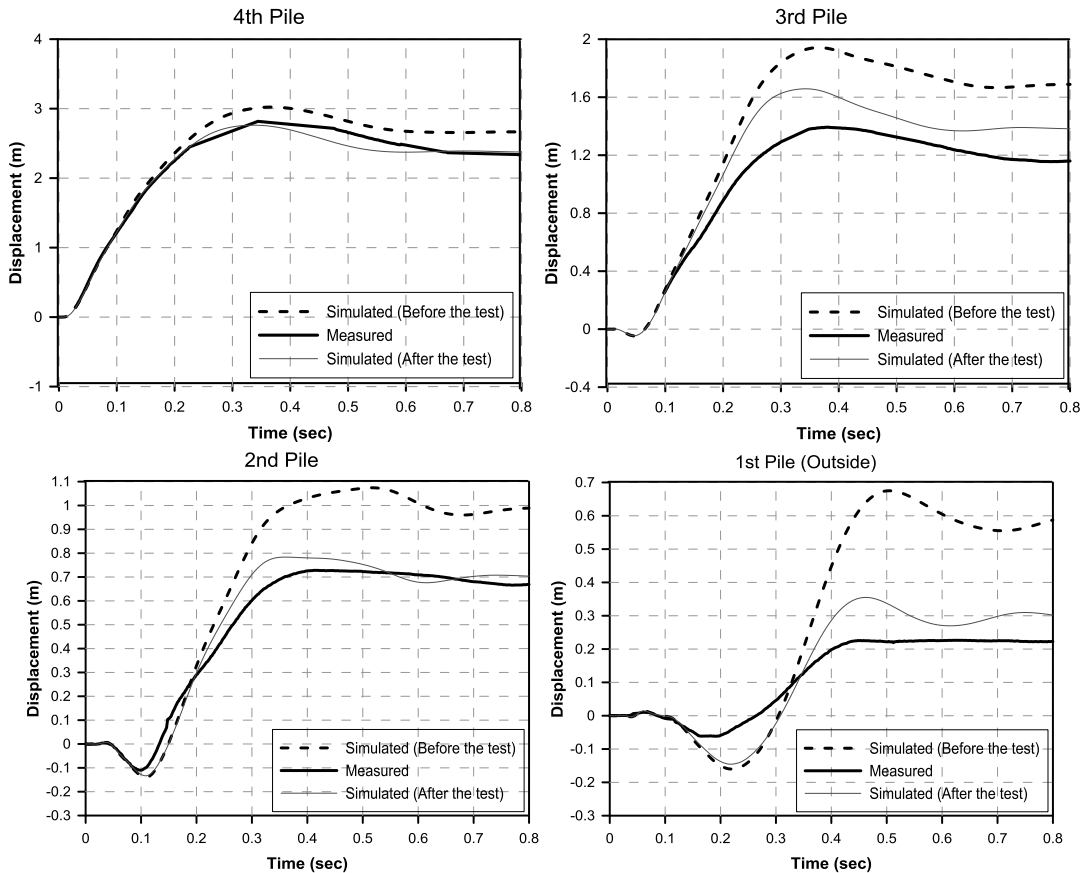 4th Pile
4
3
2
1
0
-1
Displacement (m)
Simulated (Before the test)
Measured
Simulated (After the test)
0 0.1 0.2 0.3 0.4 0.5 0.6 0.7 0.8
Time (sec)
3rd Pile
2
1.6
1.2
0.8
0.4
0
-0.4
Displacement (m)
Simulated (Before the test)
Measured
Simulated (After the test)
0 0.1 0.2 0.3 0.4 0.5 0.6 0.7 0.8
Time (sec)
2nd Pile
1.1
1
0.9
0.8
0.7
0.6
0.5
0.4
0.3
0.2
0.1
0
-0.1
-0.2
-0.3
Displacement (m)
Simulated (Before the test)
Measured
Simulated (After the test)
0 0.1 0.2 0.3 0.4 0.5 0.6 0.7 0.8
Time (sec)
1st Pile (Outside)
0.7
0.6
0.5
0.4
0.3
0.2
0.1
0
-0.1
-0.2
-0.3
Displacement (m)
Simulated (Before the test)
Measured
Simulated (After the test)
0 0.1 0.2 0.3 0.4 0.5 0.6 0.7 0.8
Time (sec)